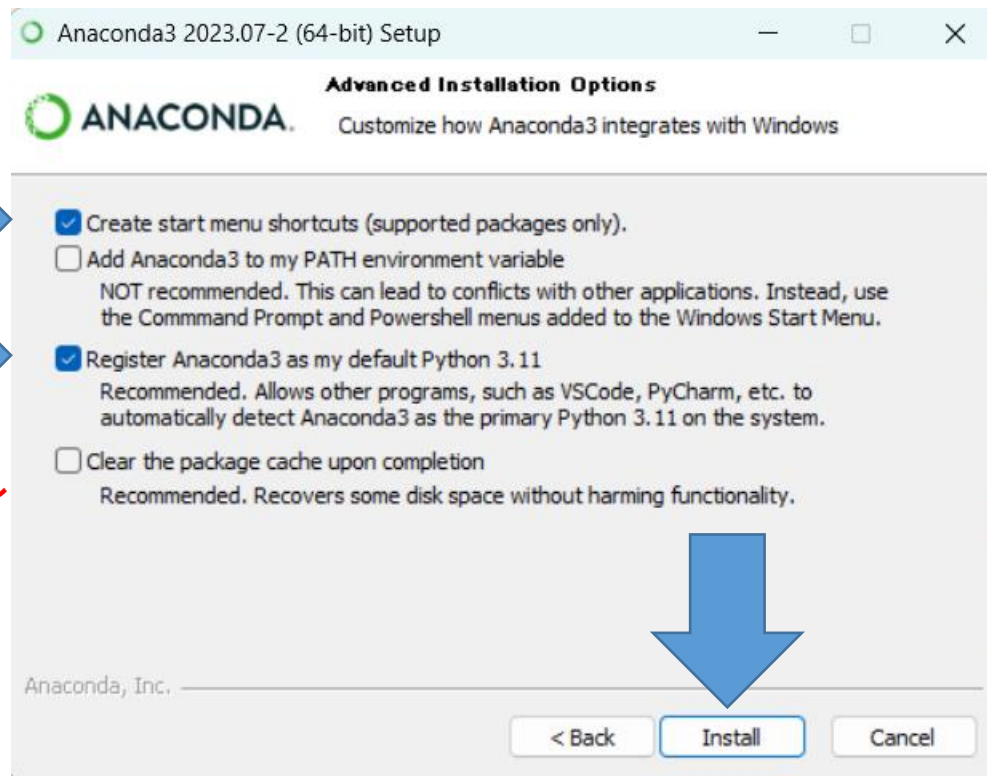 Anaconda3 2023.07-2 (64-bit) Setup
ANACONDA.
Advanced Installation Options
Customize how Anaconda3 integrates with Windows
Create start menu shortcuts (supported packages only).
Add Anaconda3 to my PATH environment variable
NOT recommended. This can lead to conflicts with other applications. Instead, use
the Commmand Prompt and Powershell menus added to the Windows Start Menu.
Register Anaconda3 as my default Python 3.11
Recommended. Allows other programs, such as VSCode, PyCharm, etc. to
automatically detect Anaconda3 as the primary Python 3.11 on the system.
Clear the package cache upon completion
Recommended. Recovers some disk space without harming functionality.
Anaconda, Inc.
< Back
Install
Cancel